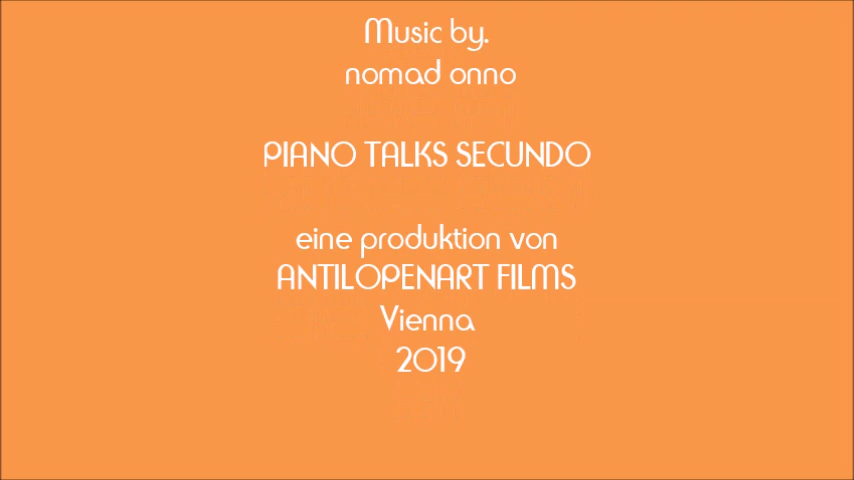 Music by.
nomad onno
PIANO TALKS SECUNDO
eine produktion von
ANTILOPENART FILMS
Vienna
2019